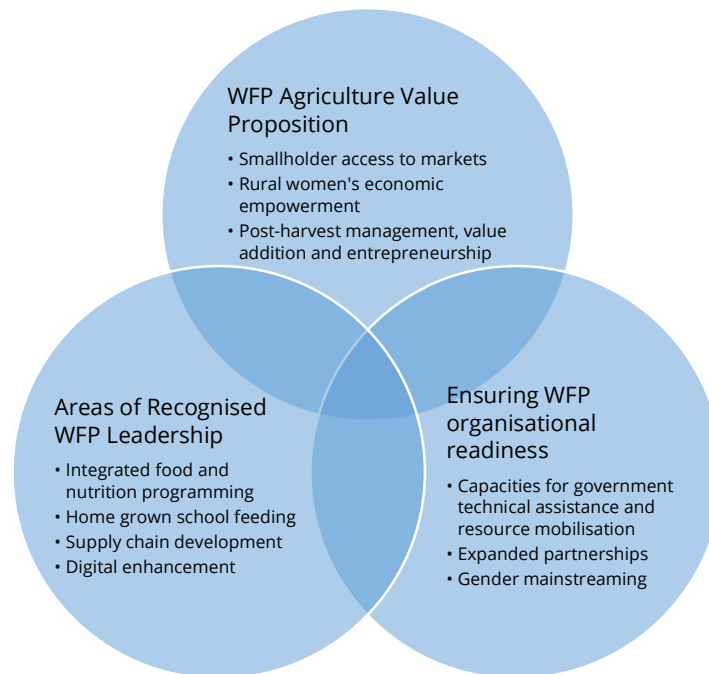 WFP Agriculture Value
Proposition
• Smallholder access to markets
• Rural women's economic
empowerment
• Post-harvest management, value
addition and entrepreneurship
Areas of Recognised
WFP Leadership
• Integrated food and
nutrition programming
• Home grown school feeding
• Supply chain development
• Digital enhancement
Ensuring WFP
organisational
readiness
• Capacities for government
technical assistance and
resource mobilisation
• Expanded partnerships
• Gender mainstreaming